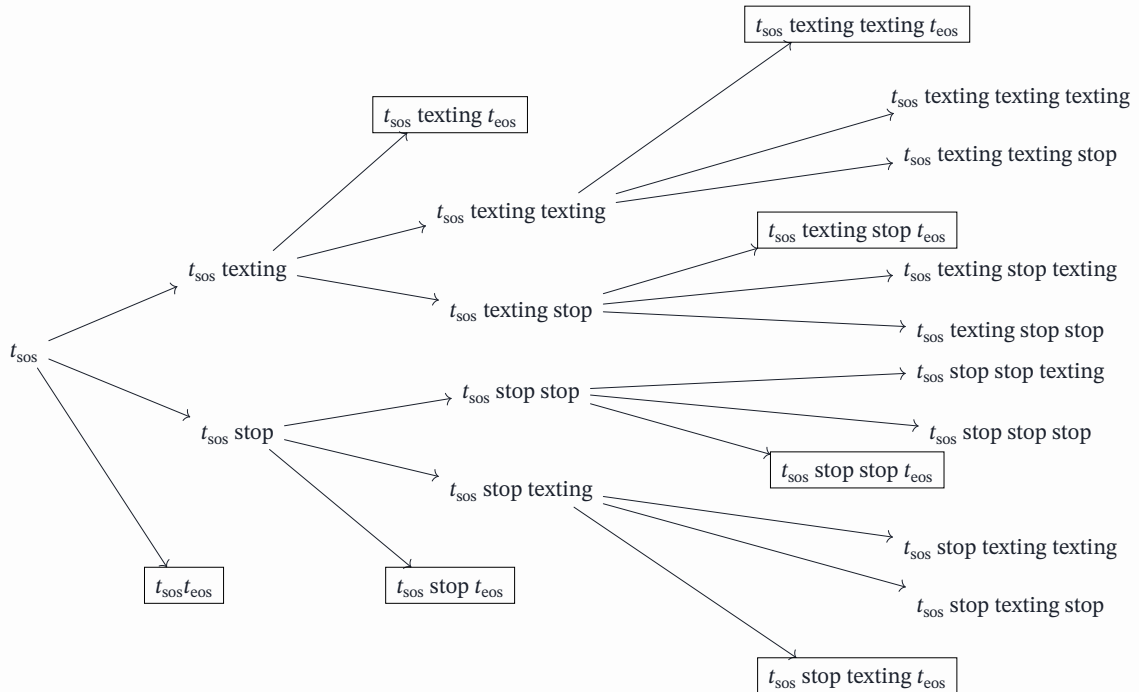 t_sos texting texting t_eos
t_sos texting texting texting
t_sos texting t_eos
t_sos texting texting stop
t_sos texting texting
t_sos texting stop t_eos
t_sos texting
t_sos texting stop texting
t_sos texting stop
t_sos texting stop stop
t_sos
t_sos stop stop texting
t_sos stop stop
t_sos stop
t_sos stop stop stop
t_sos stop stop t_eos
t_sos stop texting
t_sos stop texting texting
t_sos t_eos
t_sos stop t_eos
t_sos stop texting stop
t_sos stop texting t_eos